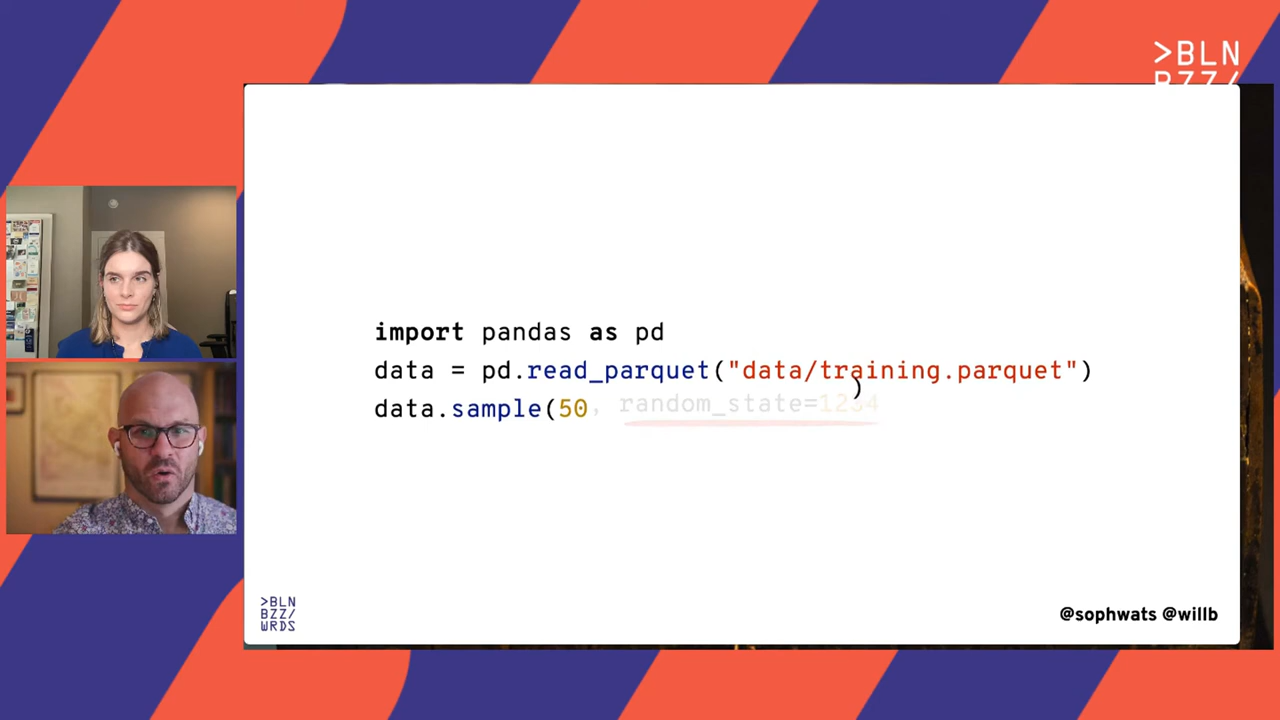 >BLN
import pandas as pd
data = pd.read_parquet("data/training.parquet")
data.sample(50, random_state=1234)
>BLN
BZZ/
WRDS
@sophwats @willb